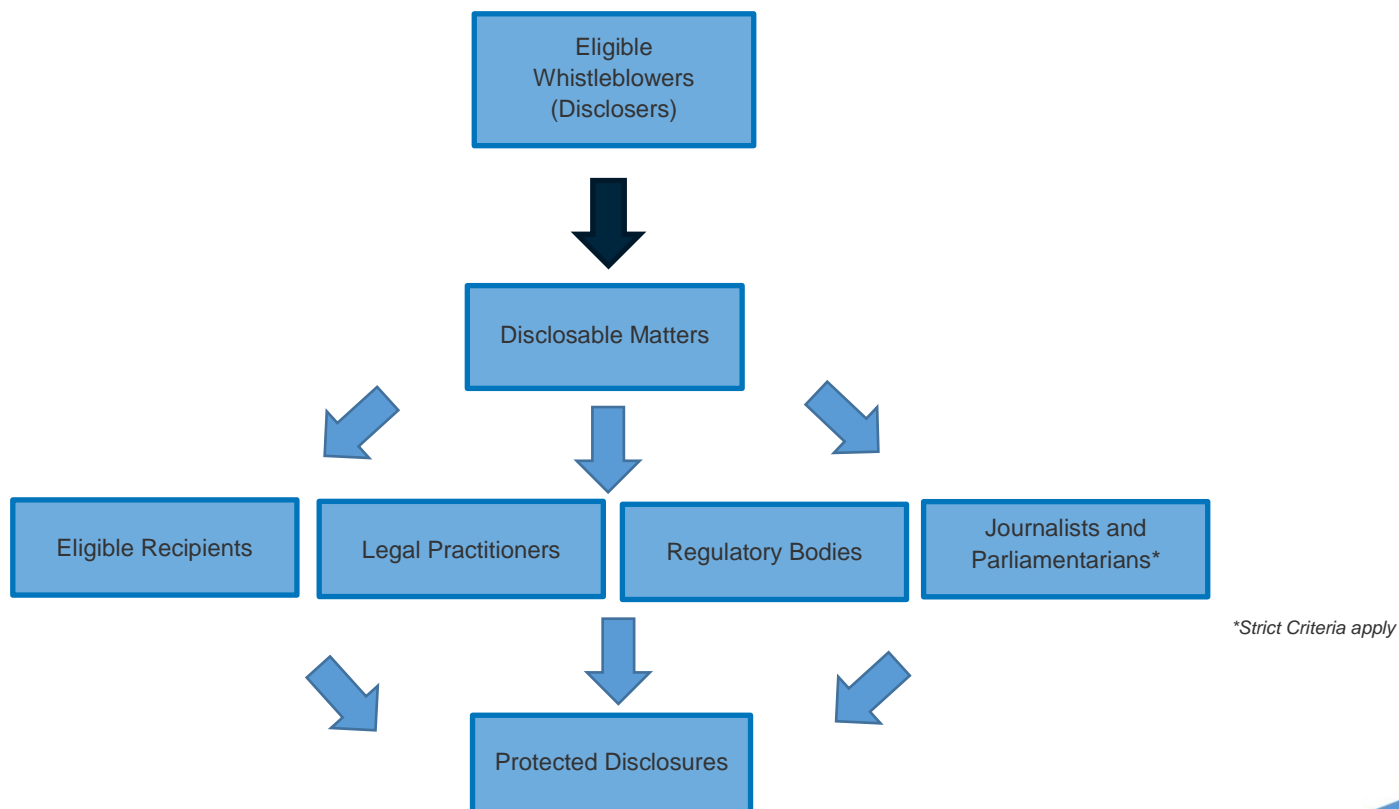 Eligible
Whistleblowers
(Disclosers)
Disclosable Matters
Eligible Recipients
Legal Practitioners
Regulatory Bodies
Journalists and
Parliamentarians*
*Strict Criteria apply
Protected Disclosures